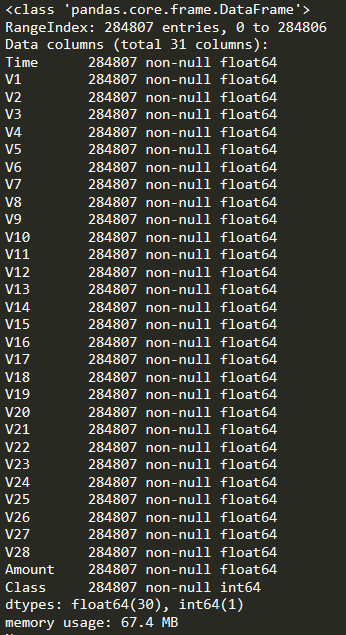 <class 'pandas.core.frame.DataFrame'>
RangeIndex: 284807 entries, 0 to 284806
Data columns (total 31 columns):
Time      284807 non-null float64
V1        284807 non-null float64
V2        284807 non-null float64
V3        284807 non-null float64
V4        284807 non-null float64
V5        284807 non-null float64
V6        284807 non-null float64
V7        284807 non-null float64
V8        284807 non-null float64
V9        284807 non-null float64
V10       284807 non-null float64
V11       284807 non-null float64
V12       284807 non-null float64
V13       284807 non-null float64
V14       284807 non-null float64
V15       284807 non-null float64
V16       284807 non-null float64
V17       284807 non-null float64
V18       284807 non-null float64
V19       284807 non-null float64
V20       284807 non-null float64
V21       284807 non-null float64
V22       284807 non-null float64
V23       284807 non-null float64
V24       284807 non-null float64
V25       284807 non-null float64
V26       284807 non-null float64
V27       284807 non-null float64
V28       284807 non-null float64
Amount    284807 non-null float64
Class     284807 non-null int64
dtypes: float64(30), int64(1)
memory usage: 67.4 MB